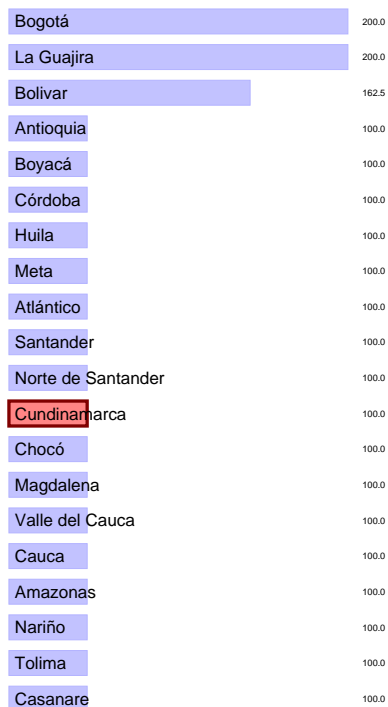 Bogotá 200.0
La Guajira 200.0
Bolivar 162.5
Antioquia 100.0
Boyacá 100.0
Córdoba 100.0
Huila 100.0
Meta 100.0
Atlántico 100.0
Santander 100.0
Norte de Santander 100.0
Cundinamarca 100.0
Chocó 100.0
Magdalena 100.0
Valle del Cauca 100.0
Cauca 100.0
Amazonas 100.0
Nariño 100.0
Tolima 100.0
Casanare 100.0